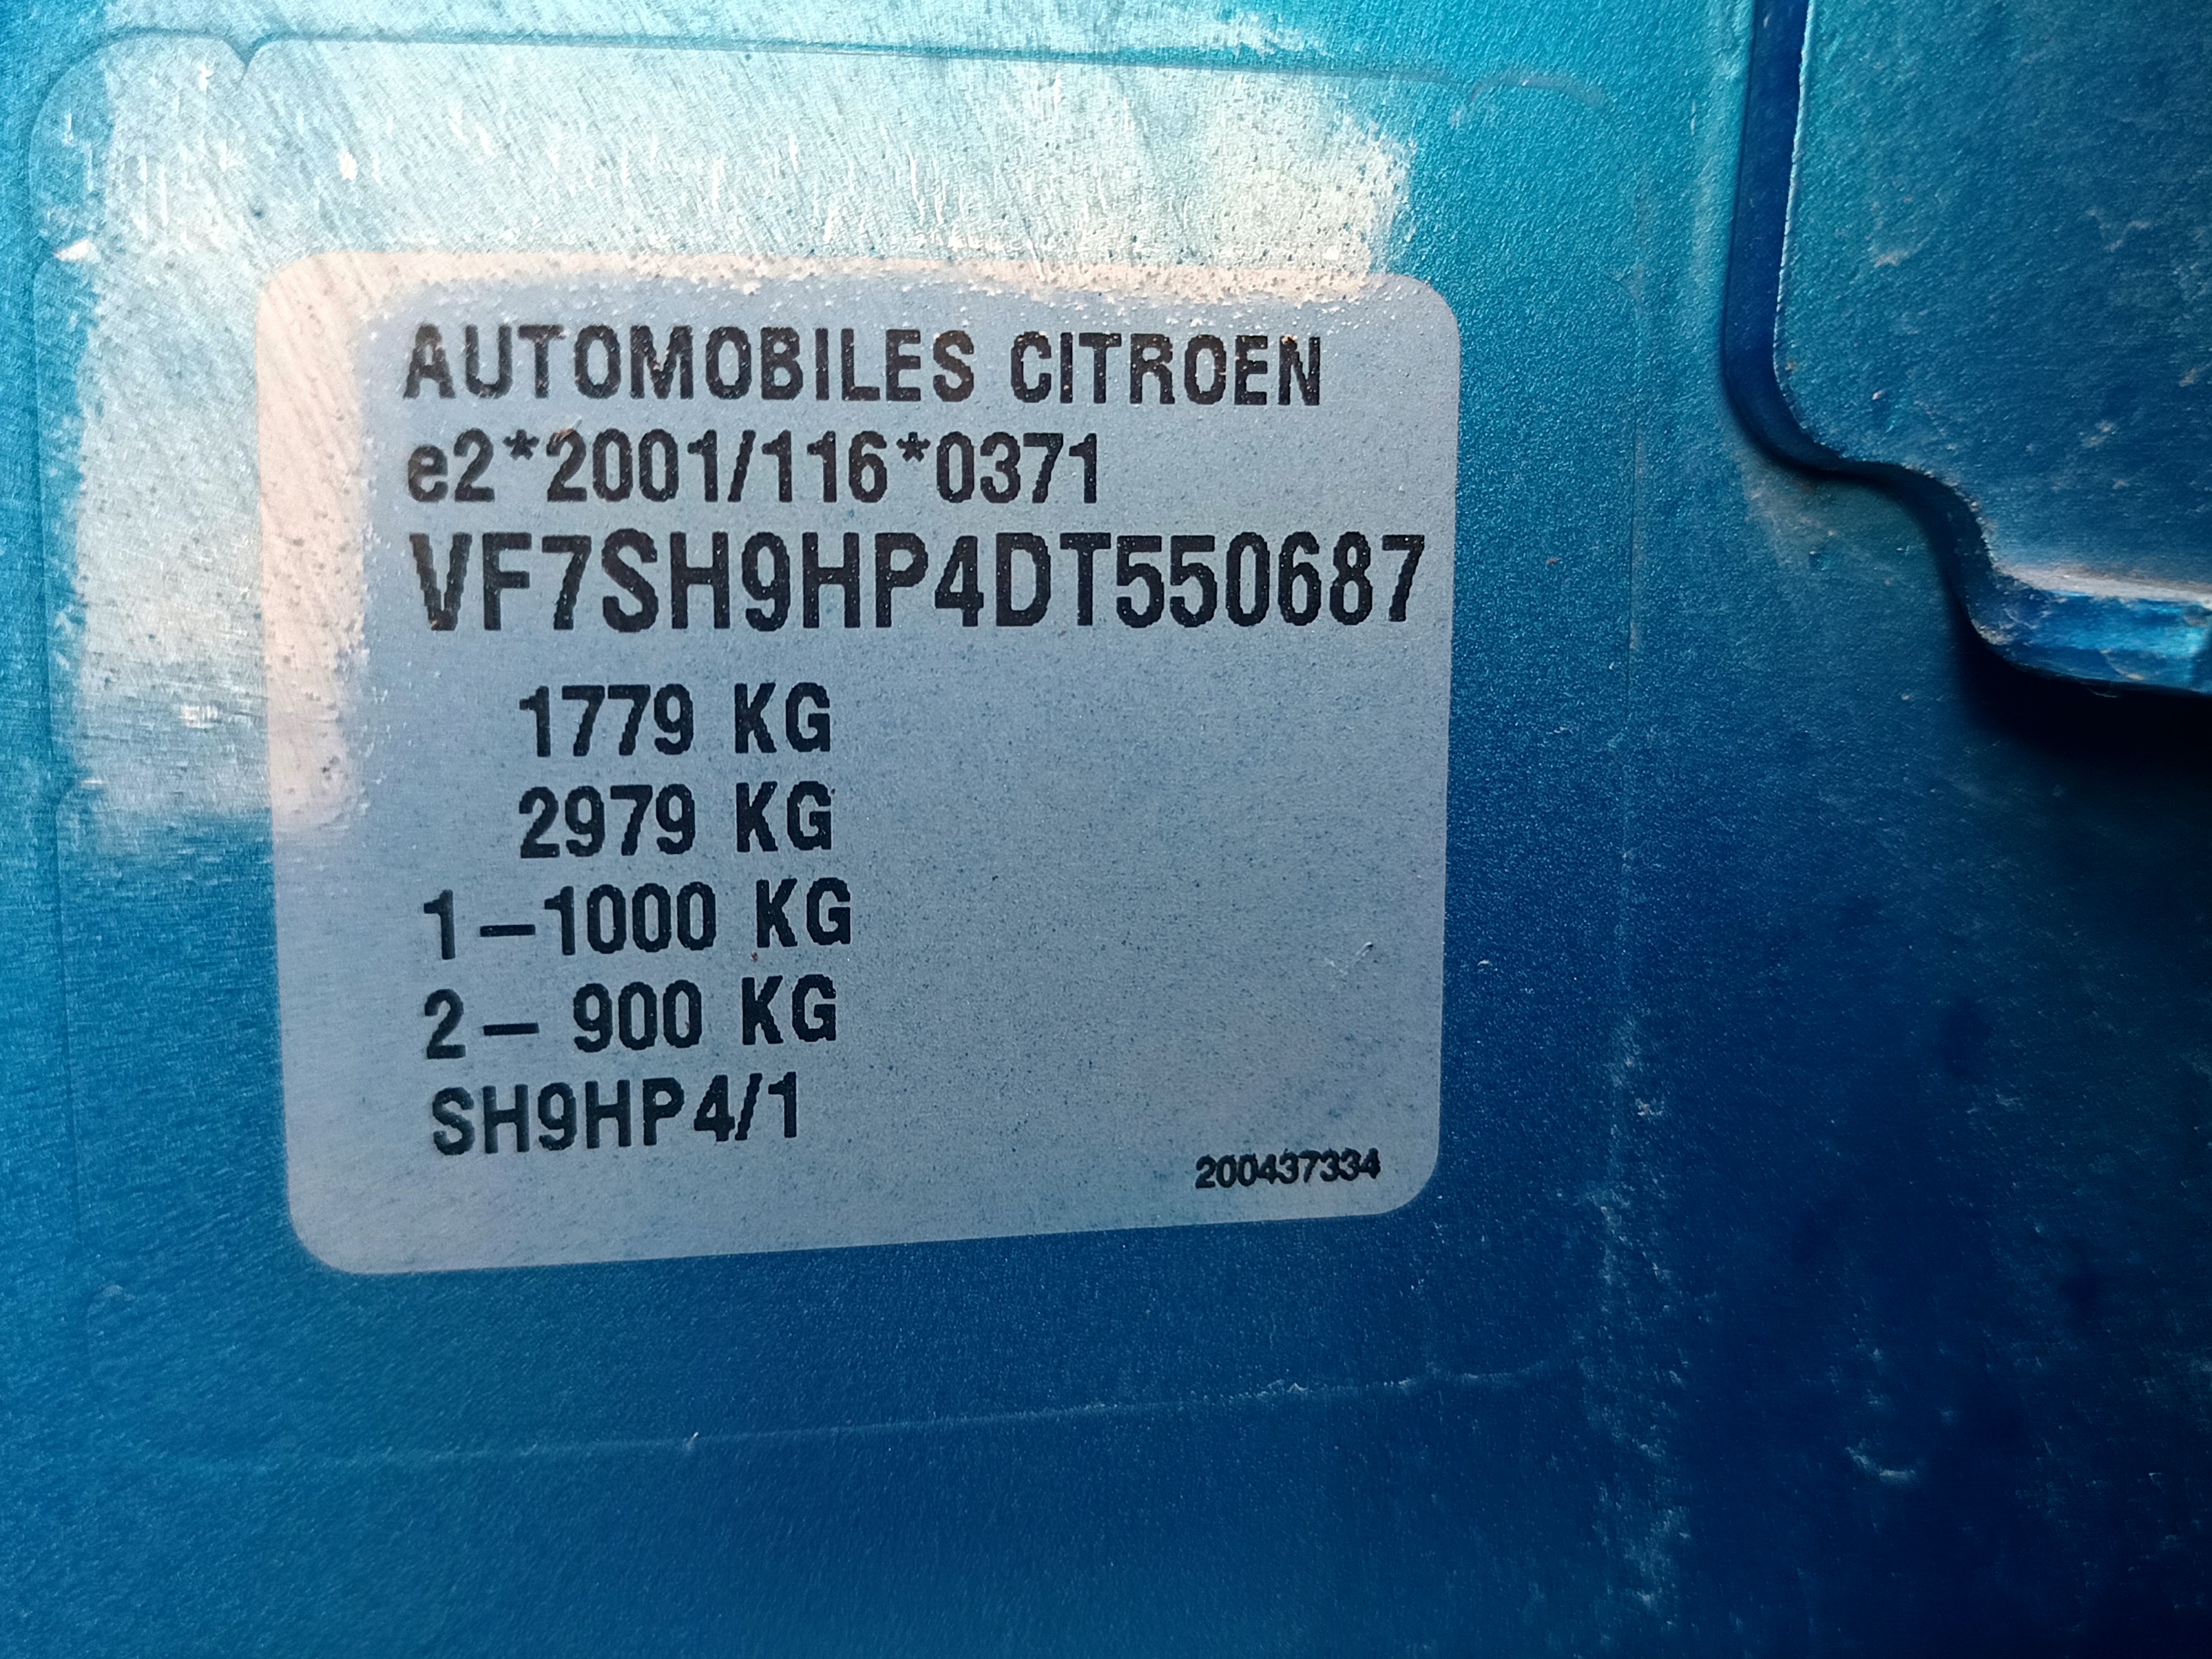 AUTOMOBILES CITROEN
e2*2001/116*0371
VF7SH9HP4DT550687
1779 KG
2979 KG
1–1000 KG
2– 900 KG
SH9HP4/1
200437334